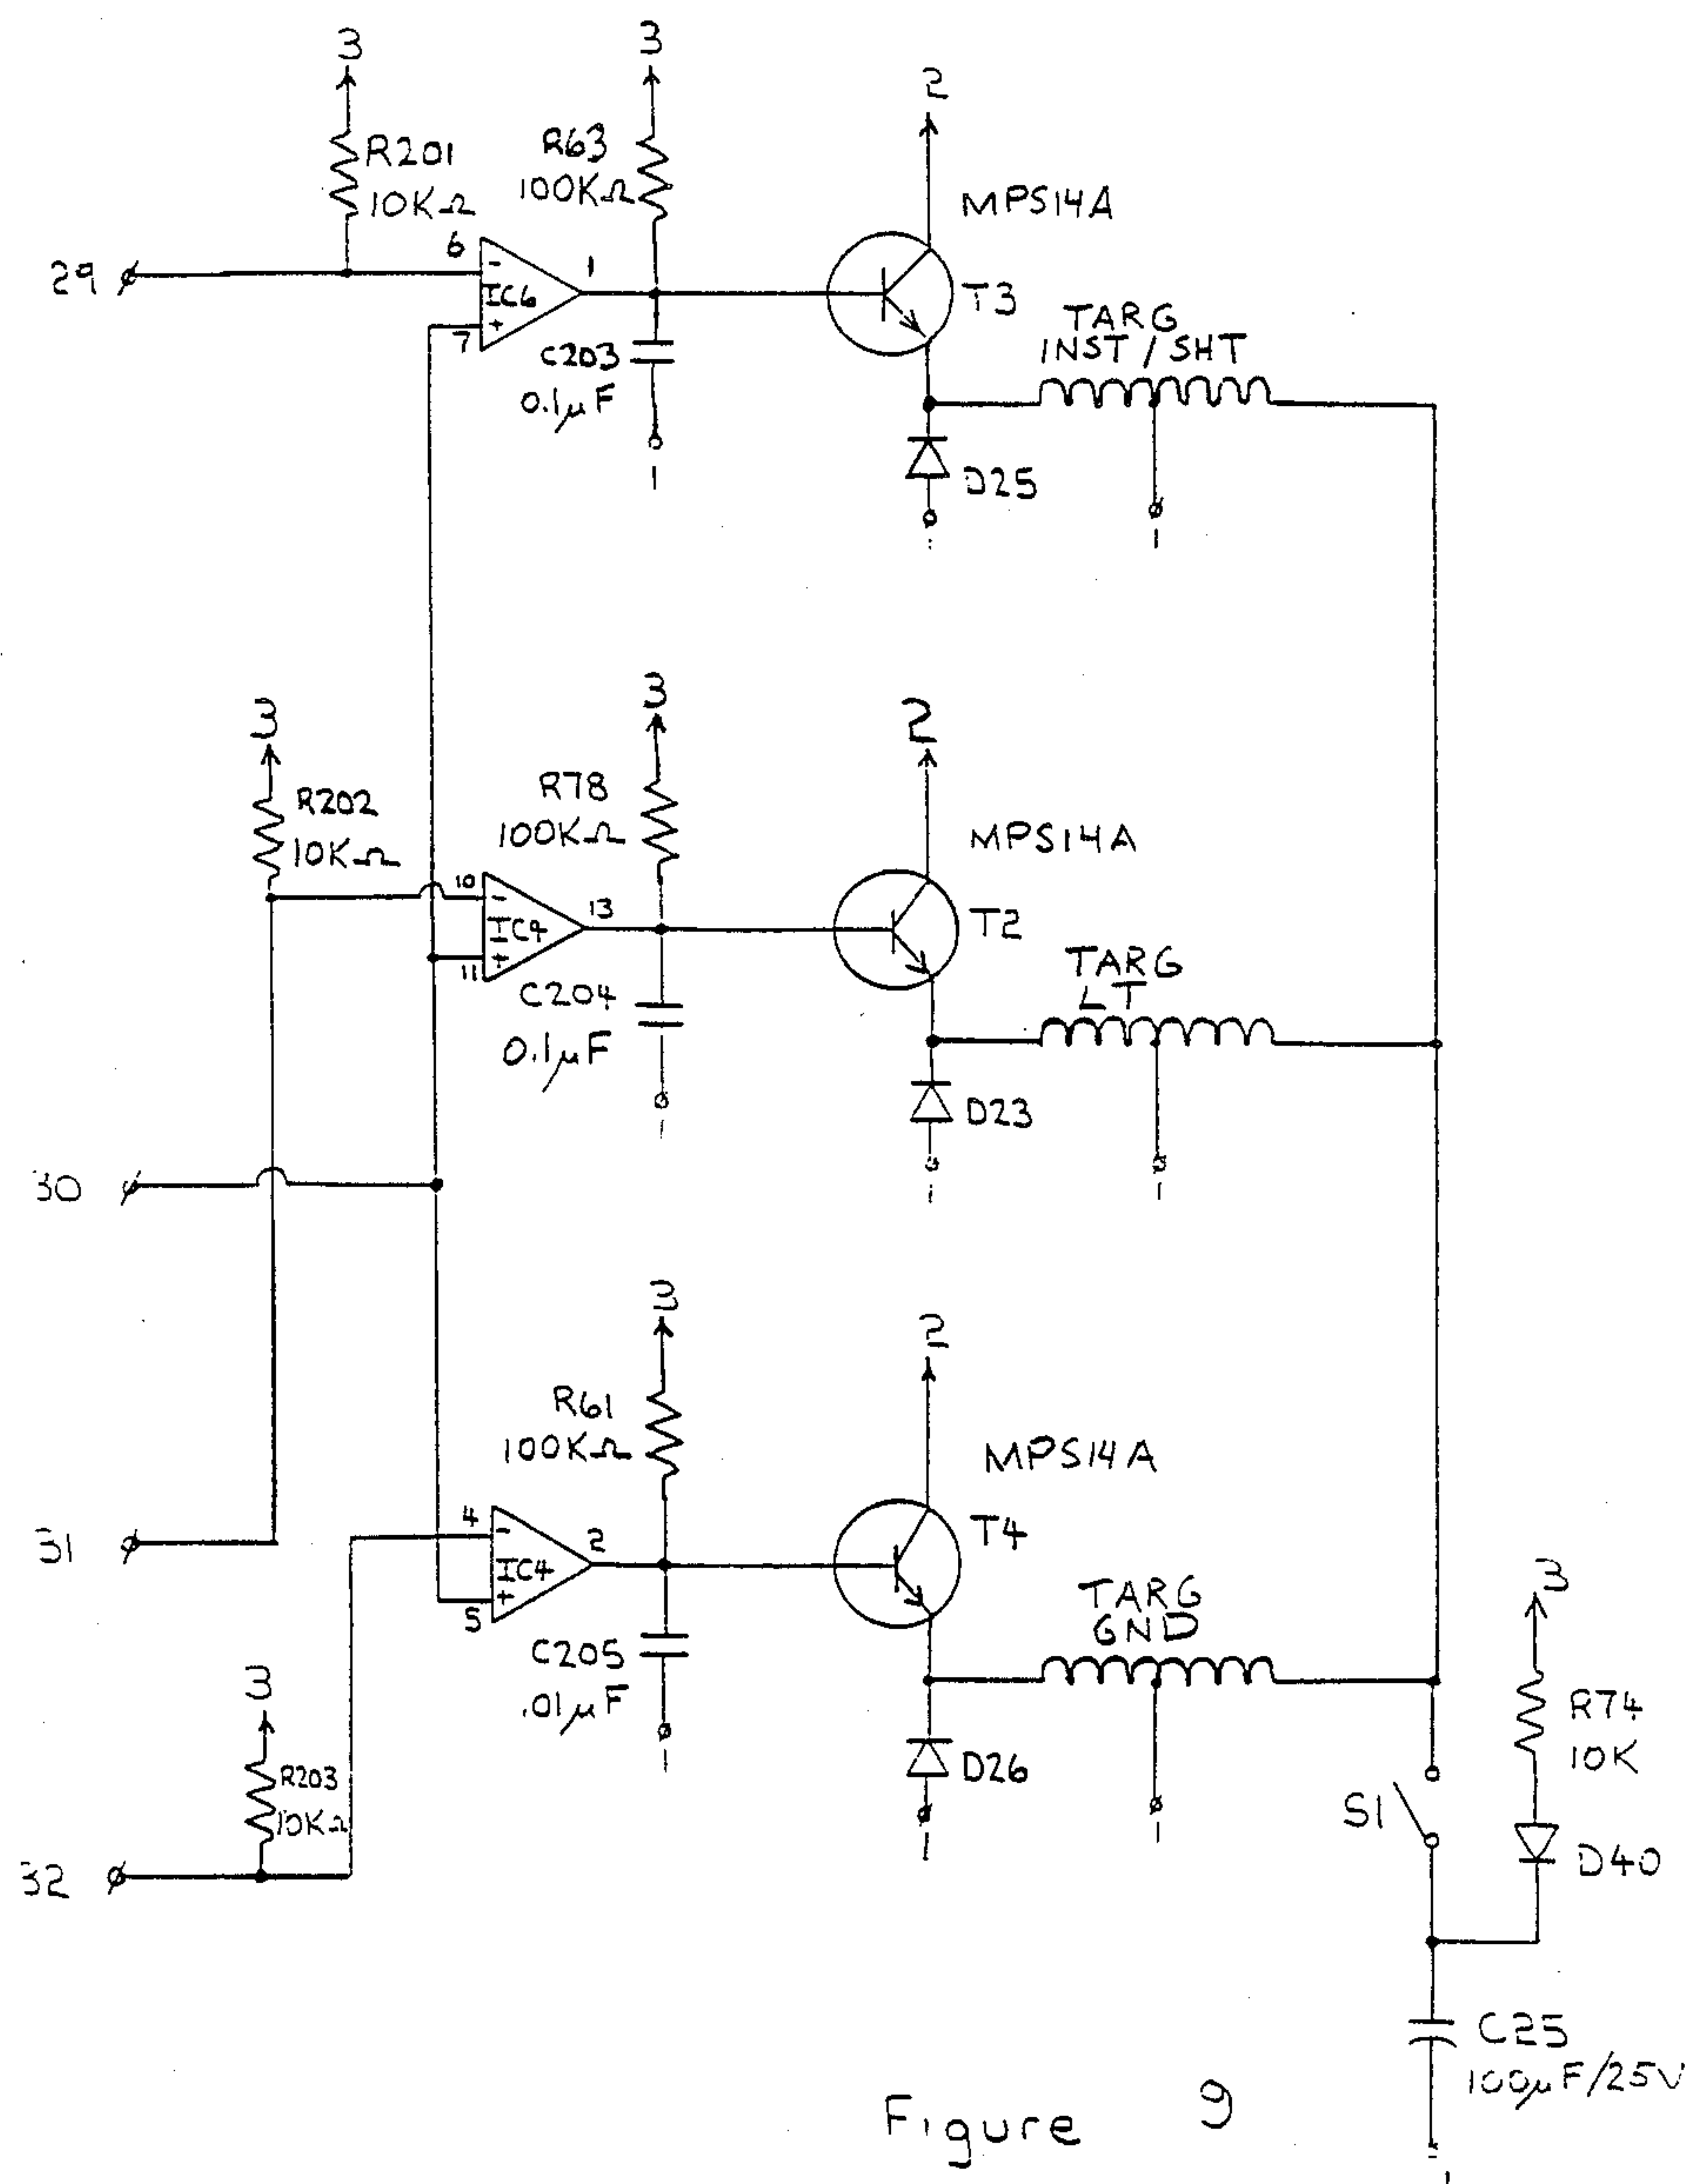 3
3
2
R201
10KΩ
R63
100KΩ
MPS14A
29
6
-
IC6
+
7
1
T3
C203
0.1μF
1
TARG
INST/SHT
D25
1
3
3
2
R202
10KΩ
R78
100KΩ
MPS14A
10
-
IC9
+
11
13
T2
C204
0.1μF
1
TARG
LT
D23
1
1
30
3
2
R61
100KΩ
MPS14A
31
4
-
IC4
+
5
2
T4
C205
.01μF
1
TARG
GND
D26
1
1
3
R203
10KΩ
32
3
R74
10K
S1
D40
C25
100μF/25V
1
Figure 9